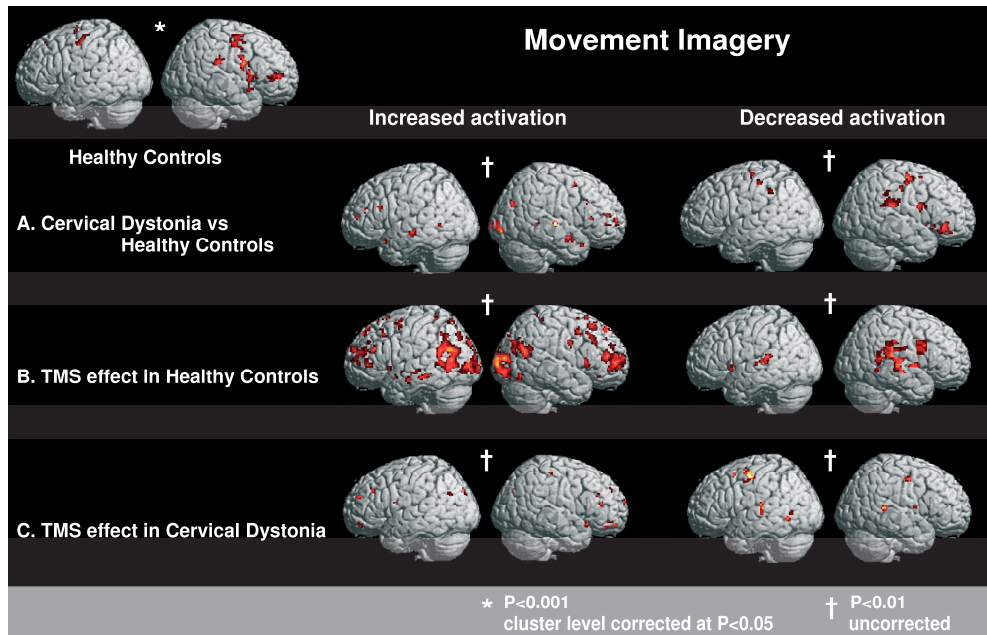 *
Movement Imagery
Increased activation
Decreased activation
Healthy Controls
†
†
A. Cervical Dystonia vs
Healthy Controls
†
†
B. TMS effect in Healthy Controls
†
†
C. TMS effect in Cervical Dystonia
* P<0.001
cluster level corrected at P<0.05
† P<0.01
uncorrected